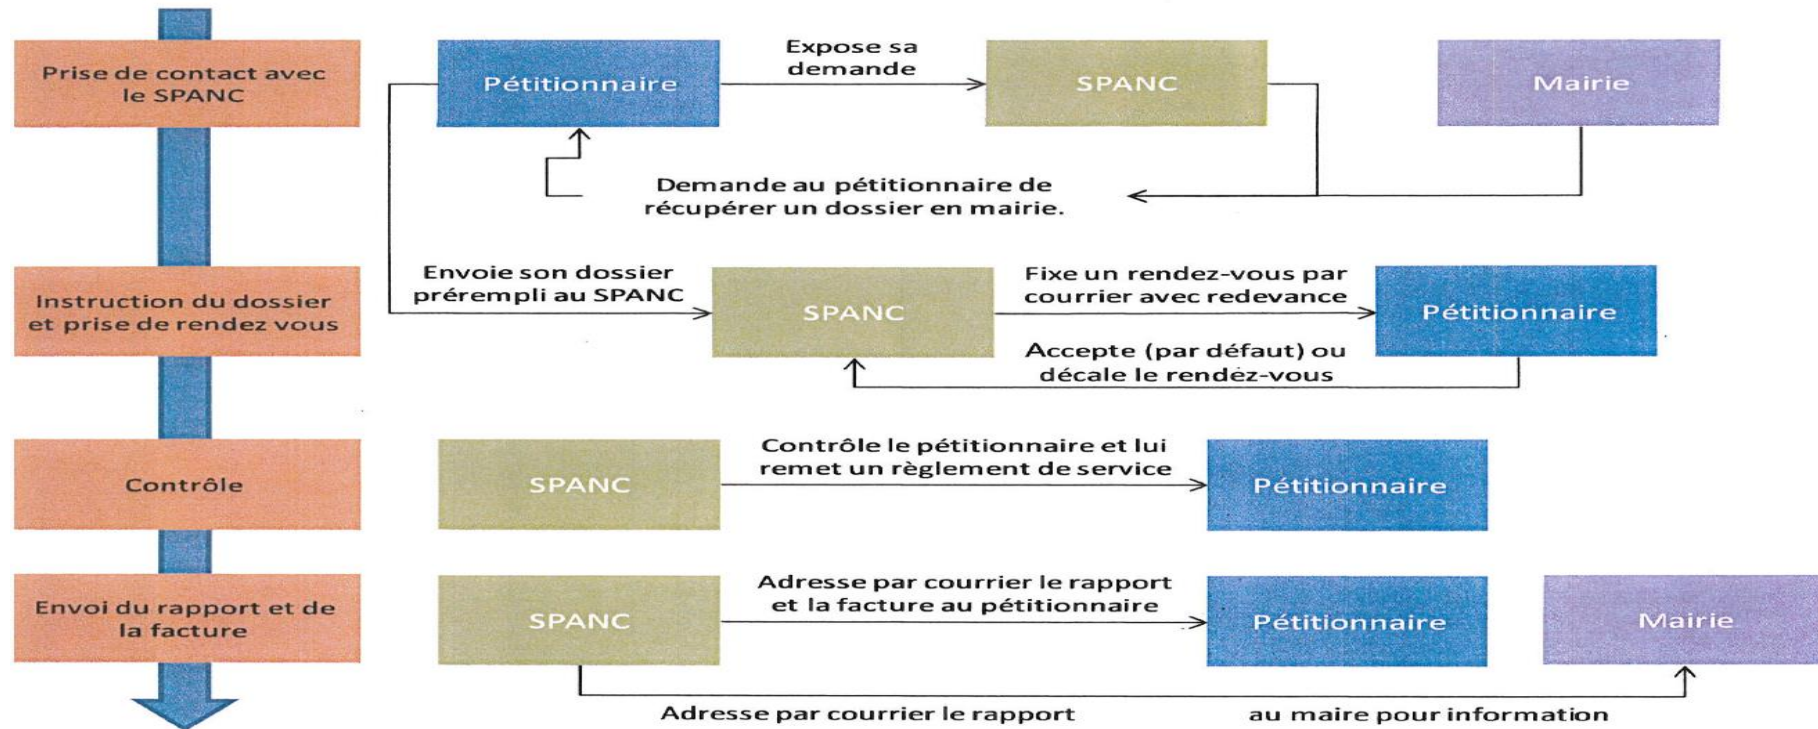 Prise de contact avec
le SPANC
Pétitionnaire
Expose sa
demande
SPANC
Mairie
Demande au pétitionnaire de
récupérer un dossier en mairie.
Instruction du dossier
et prise de rendez vous
Envoie son dossier
prérempli au SPANC
SPANC
Fixe un rendez-vous par
courrier avec redevance
Pétitionnaire
Accepte (par défaut) ou
décale le rendez-vous
Contrôle
SPANC
Contrôle le pétitionnaire et lui
remet un règlement de service
Pétitionnaire
Envoi du rapport et de
la facture
SPANC
Adresse par courrier le rapport
et la facture au pétitionnaire
Pétitionnaire
Mairie
Adresse par courrier le rapport au maire pour information